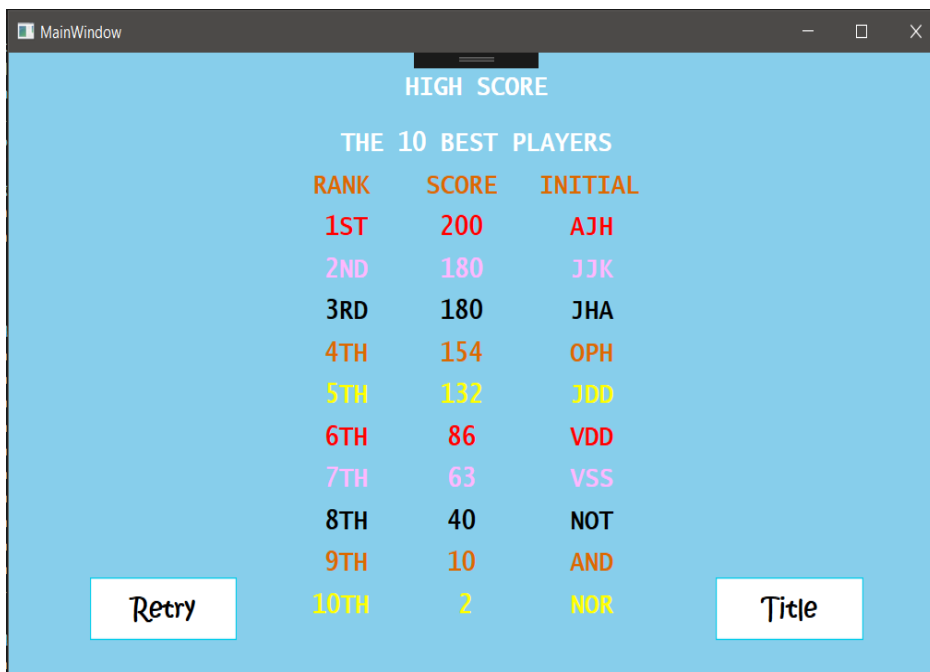 MainWindow
HIGH SCORE
THE 10 BEST PLAYERS
RANK SCORE INITIAL
1ST 200 AJH
2ND 180 JJK
3RD 180 JHA
4TH 154 OPH
5TH 132 JDD
6TH 86 VDD
7TH 63 VSS
8TH 40 NOT
9TH 10 AND
10TH 2 NOR
Retry Title